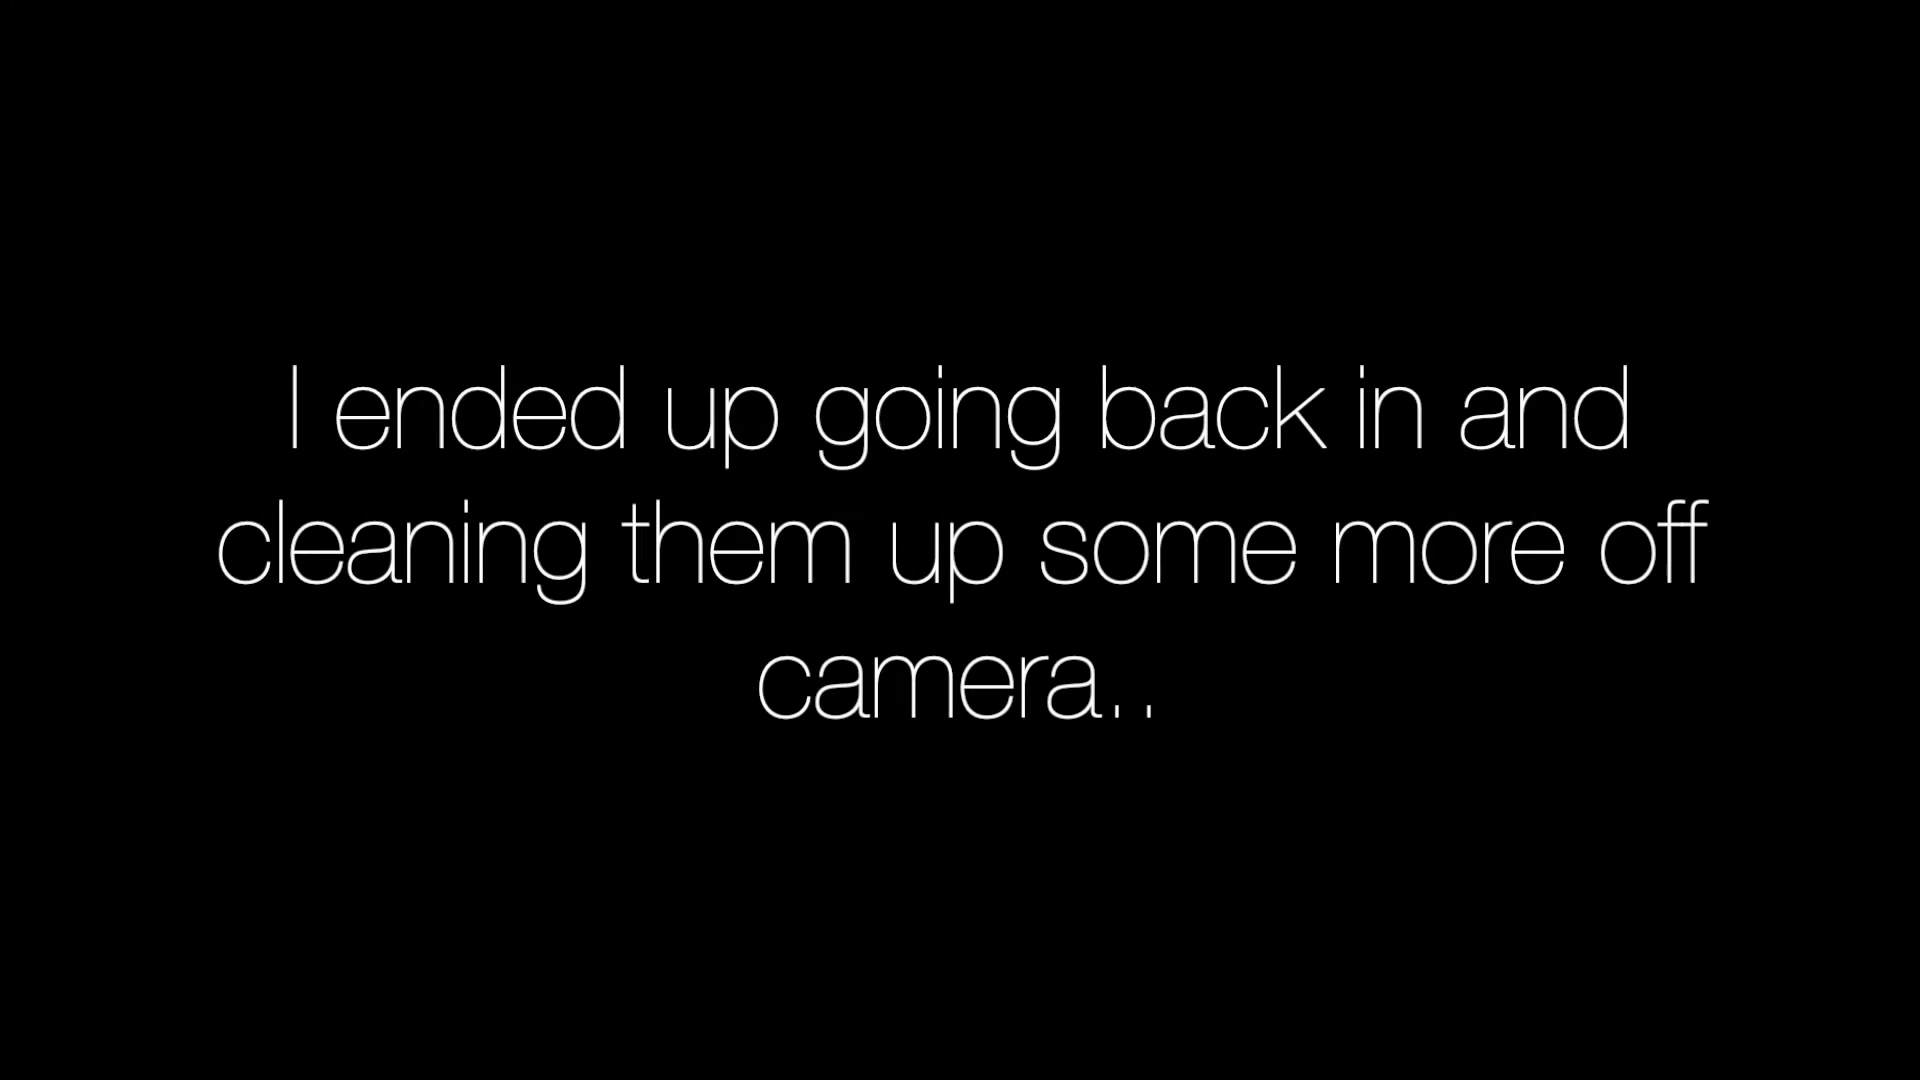 I ended up going back in and
cleaning them up some more off
camera..